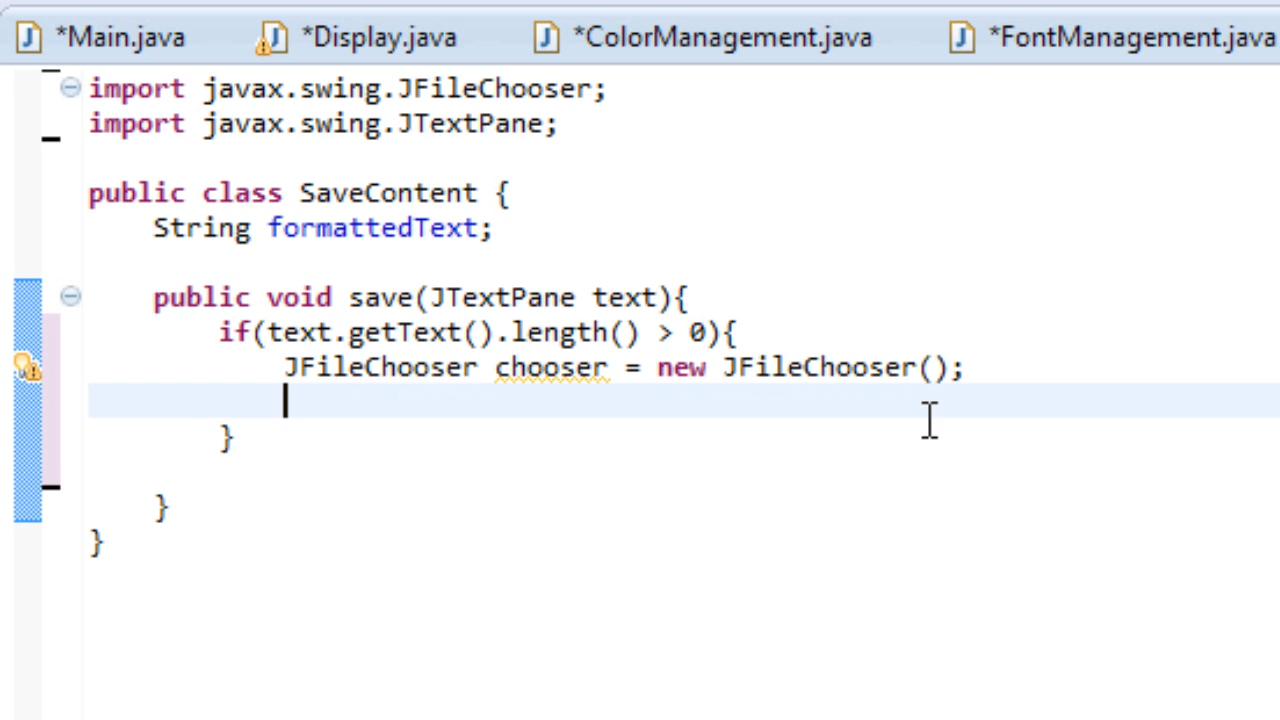 *Main.java *Display.java *ColorManagement.java *FontManagement.java
import javax.swing.JFileChooser;
import javax.swing.JTextPane;
public class SaveContent {
String formattedText;
public void save(JTextPane text){
if(text.getText().length() > 0){
JFileChooser chooser = new JFileChooser();
}
}
}